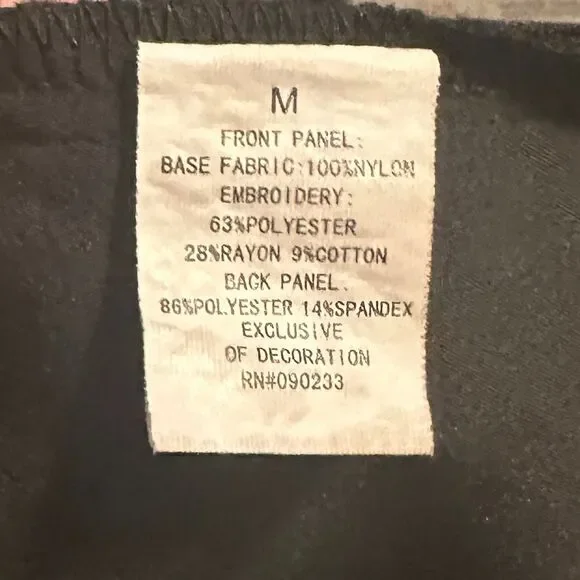 M
FRONT PANEL:
BASE FABRIC:100%NYLON
EMBROIDERY:
63%POLYESTER
28%RAYON 9%COTTON
BACK PANEL:
86%POLYESTER 14%SPANDEX
EXCLUSIVE
OF DECORATION
RN#090233